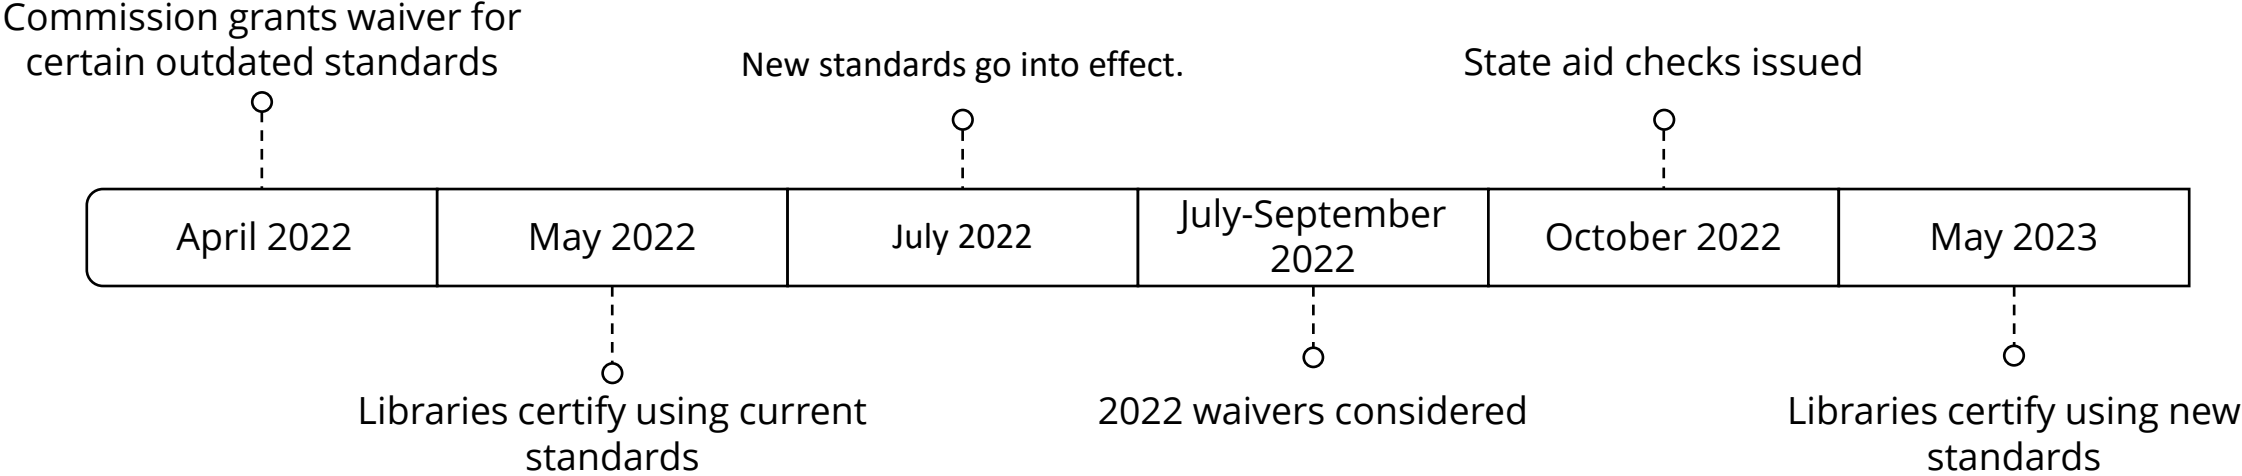 Commission grants waiver for
certain outdated standards
New standards go into effect.
State aid checks issued
April 2022
May 2022
July 2022
July-September
2022
October 2022
May 2023
Libraries certify using current
standards
2022 waivers considered
Libraries certify using new
standards